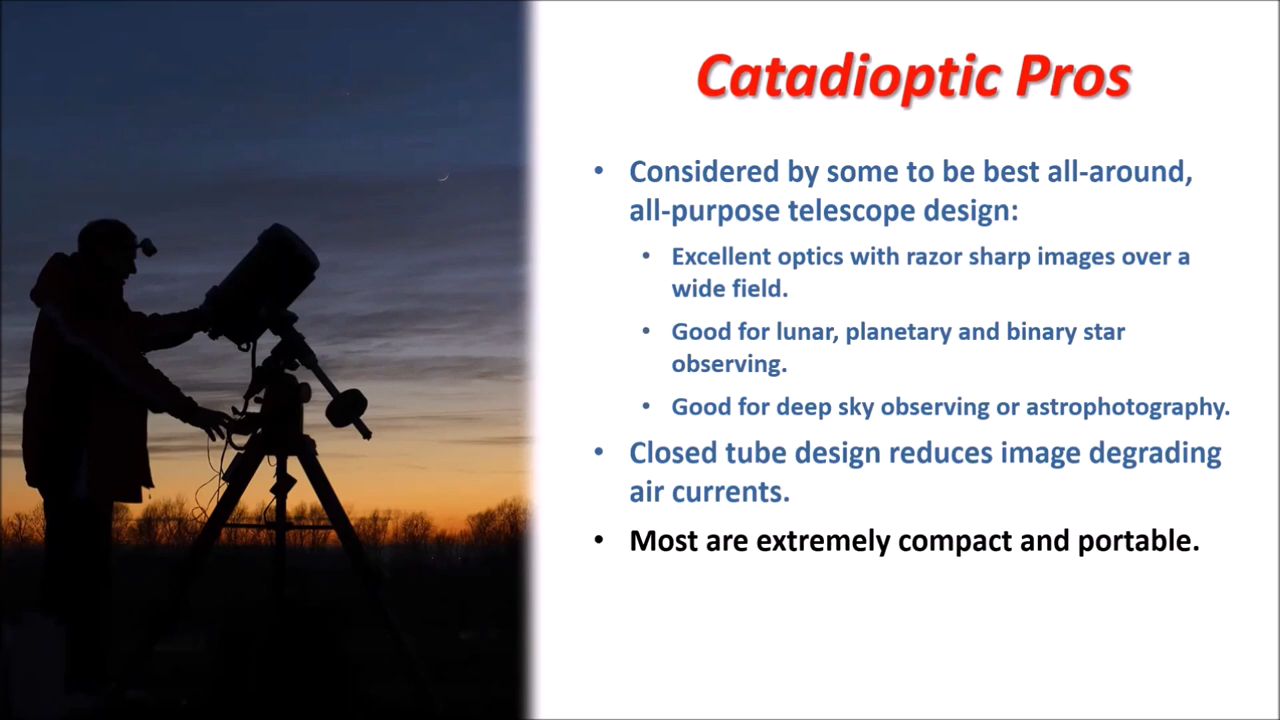 Catadioptic Pros
• Considered by some to be best all-around,
all-purpose telescope design:
• Excellent optics with razor sharp images over a
wide field.
• Good for lunar, planetary and binary star
observing.
• Good for deep sky observing or astrophotography.
• Closed tube design reduces image degrading
air currents.
• Most are extremely compact and portable.